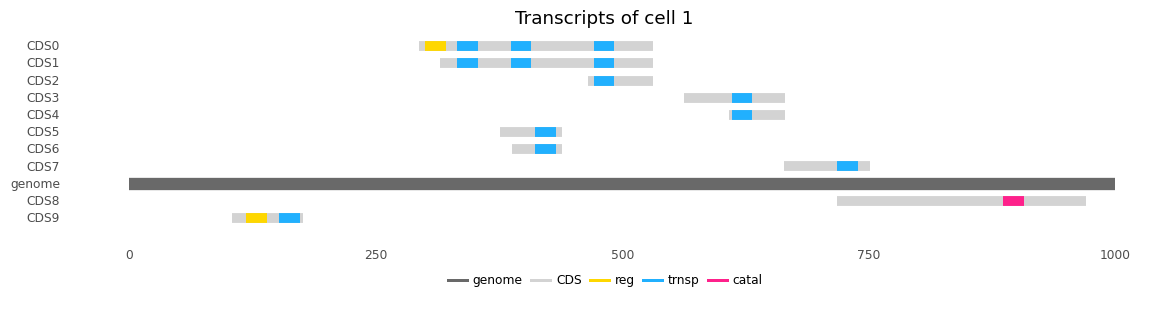 Transcripts of cell 1
CDS0
CDS1
CDS2
CDS3
CDS4
CDS5
CDS6
CDS7
genome
CDS8
CDS9
0 250 500 750 1000
genome CDS reg trnsp catal